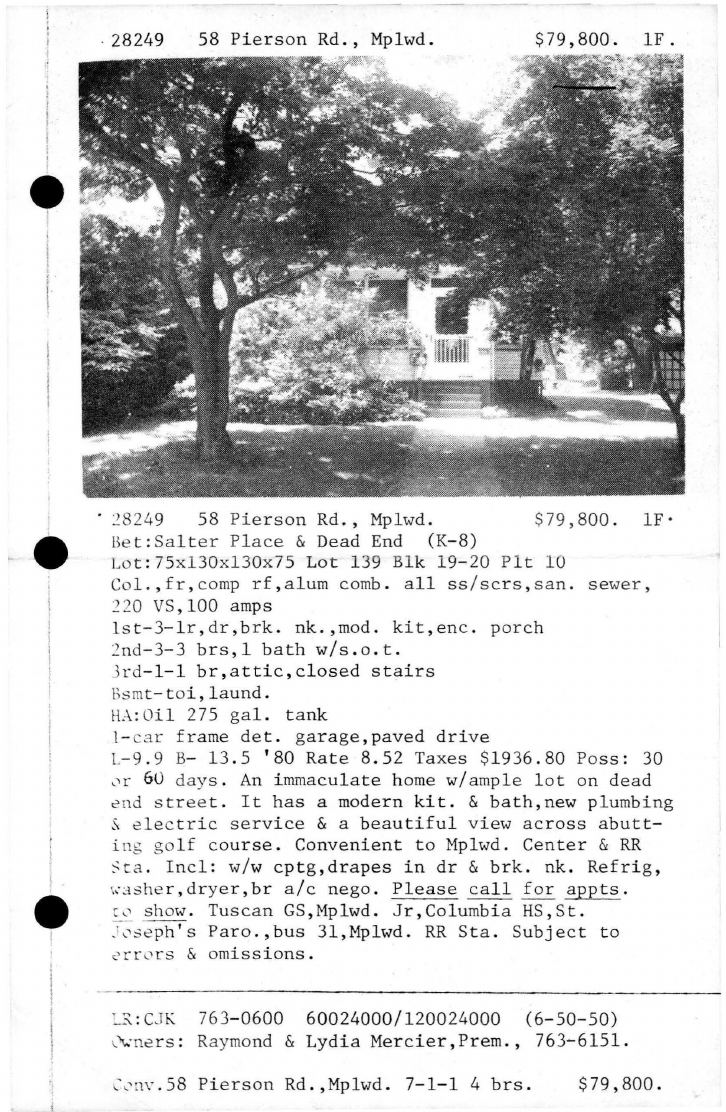 28249 58 Pierson Rd., Mplwd. $79,800. 1F.
28249 58 Pierson Rd., Mplwd. $79,800. 1F.
Bet:Salter Place & Dead End (K-8)
Lot:75x130x130x75 Lot 139 Blk 19-20 Plt 10
Col.,fr,comp rf,alum comb. all ss/scrs,san. sewer,
220 VS,100 amps
1st-3-lr,dr,brk. nk.,mod. kit,enc. porch
2nd-3-3 brs,1 bath w/s.o.t.
3rd-1-1 br,attic,closed stairs
Bsmt-toi,laund.
HA:Oil 275 gal. tank
1-car frame det. garage,paved drive
L-9.9 B- 13.5 '80 Rate 8.52 Taxes $1936.80 Poss: 30
or 60 days. An immaculate home w/ample lot on dead
end street. It has a modern kit. & bath,new plumbing
& electric service & a beautiful view across abutt-
ing golf course. Convenient to Mplwd. Center & RR
Sta. Incl: w/w cptg,drapes in dr & brk. nk. Refrig,
washer,dryer,br a/c nego. Please call for appts.
to show. Tuscan GS,Mplwd. Jr,Columbia HS,St.
Joseph's Paro.,bus 31,Mplwd. RR Sta. Subject to
errors & omissions.
LR:CJK 763-0600 60024000/120024000 (6-50-50)
Owners: Raymond & Lydia Mercier,Prem., 763-6151.
Conv.58 Pierson Rd.,Mplwd. 7-1-1 4 brs. $79,800.